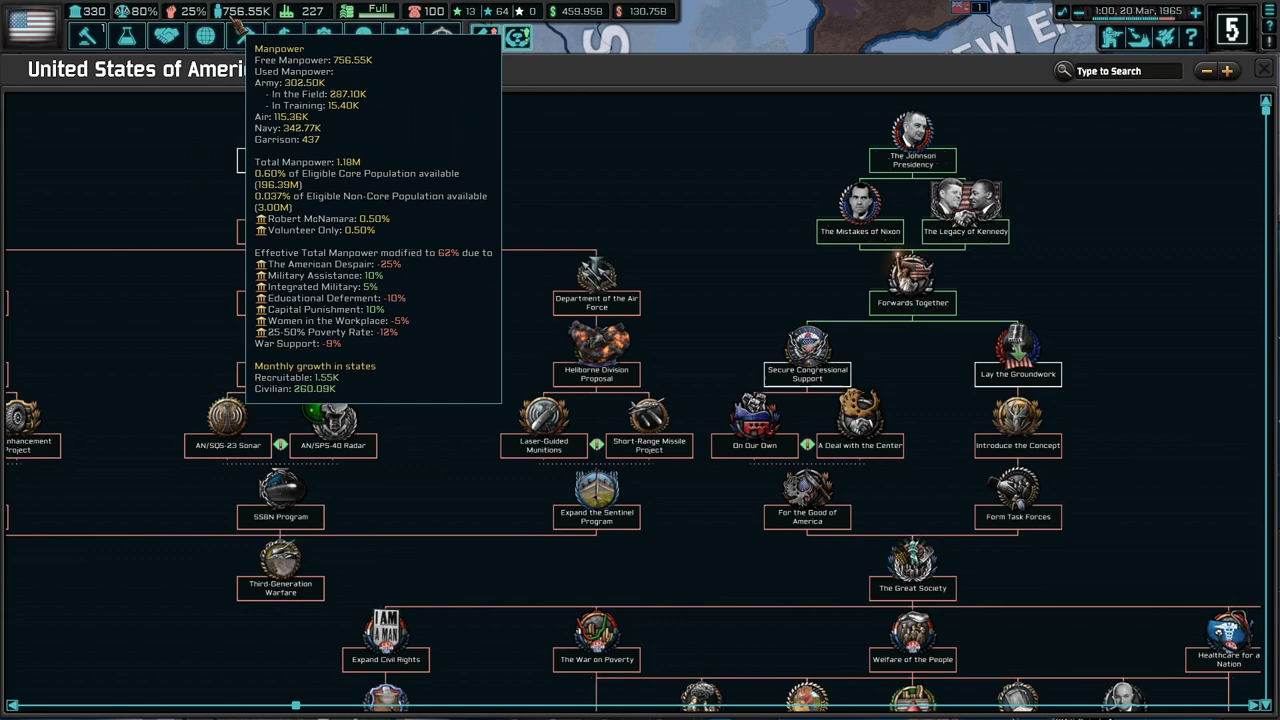 330 80% 25% 756.55K 227 Full 100 13 64 0 $ 459.95B $ 130.75B 1 1:00, 20 Mar, 1965 5
United States of Ameri
Type to Search
Manpower
Free Manpower: 756.55K
Used Manpower:
Army: 302.50K
- In the Field: 287.10K
- In Training: 15.40K
Air: 115.36K
Navy: 342.77K
Garrison: 437
Total Manpower: 1.18M
0.60% of Eligible Core Population available
(196.39M)
0.037% of Eligible Non-Core Population available
(3.00M)
Robert McNamara: 0.50%
Volunteer Only: 0.50%
Effective Total Manpower modified to 62% due to
The American Despair: -25%
Military Assistance: 10%
Integrated Military: 5%
Educational Deferment: -10%
Capital Punishment: 10%
Women in the Workplace: -5%
25-50% Poverty Rate: -12%
War Support: -9%
Monthly growth in states
Recruitable: 1.55K
Civilian: 260.09K
The Johnson
Presidency
The Mistakes of Nixon
The Legacy of Kennedy
Department of the Air
Force
Forwards Together
Heliborne Division
Proposal
Secure Congressional
Support
Lay the Groundwork
nhancement
Project
AN/SQS-23 Sonar
AN/SPS-40 Radar
Laser-Guided
Munitions
Short-Range Missile
Project
On Our Own
A Deal with the Center
Introduce the Concept
SSBN Program
Expand the Sentinel
Program
For the Good of
America
Form Task Forces
Third-Generation
Warfare
The Great Society
I AM
A MAN
Expand Civil Rights
The War on Poverty
Welfare of the People
Healthcare for a
Nation